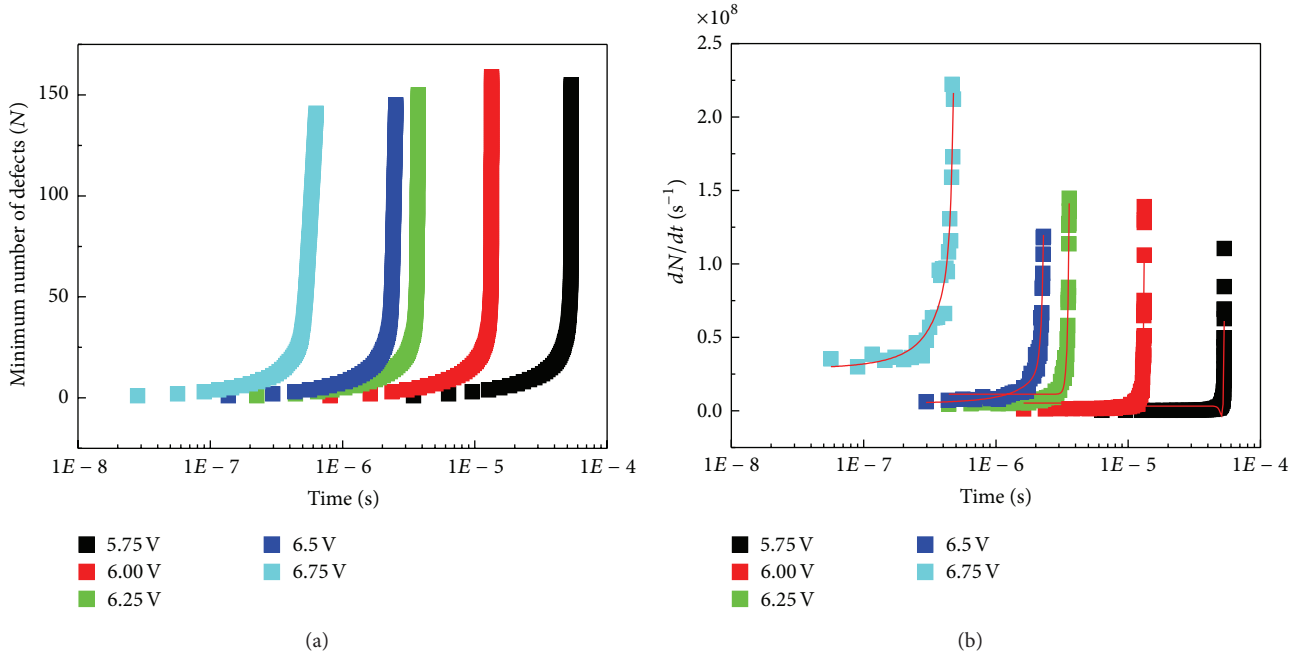 150
100
50
0
Minimum number of defects (N)
1E − 8
1E − 7
1E − 6
1E − 5
1E − 4
Time (s)
5.75 V
6.00 V
6.25 V
6.5 V
6.75 V
(a)
×10⁸
2.5
2.0
1.5
1.0
0.5
0.0
dN/dt (s⁻¹)
1E − 8
1E − 7
1E − 6
1E − 5
1E − 4
Time (s)
5.75 V
6.00 V
6.25 V
6.5 V
6.75 V
(b)